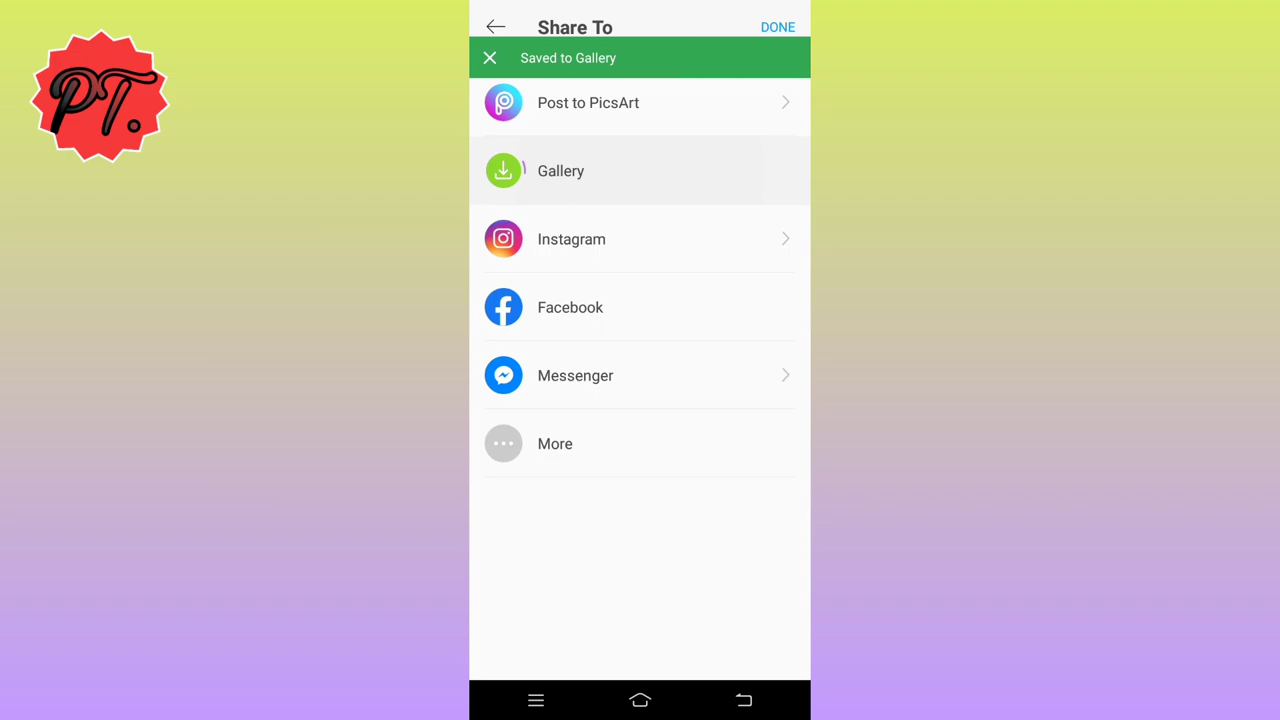 PT.
Share To
DONE
Saved to Gallery
Post to PicsArt
Gallery
Instagram
Facebook
Messenger
More